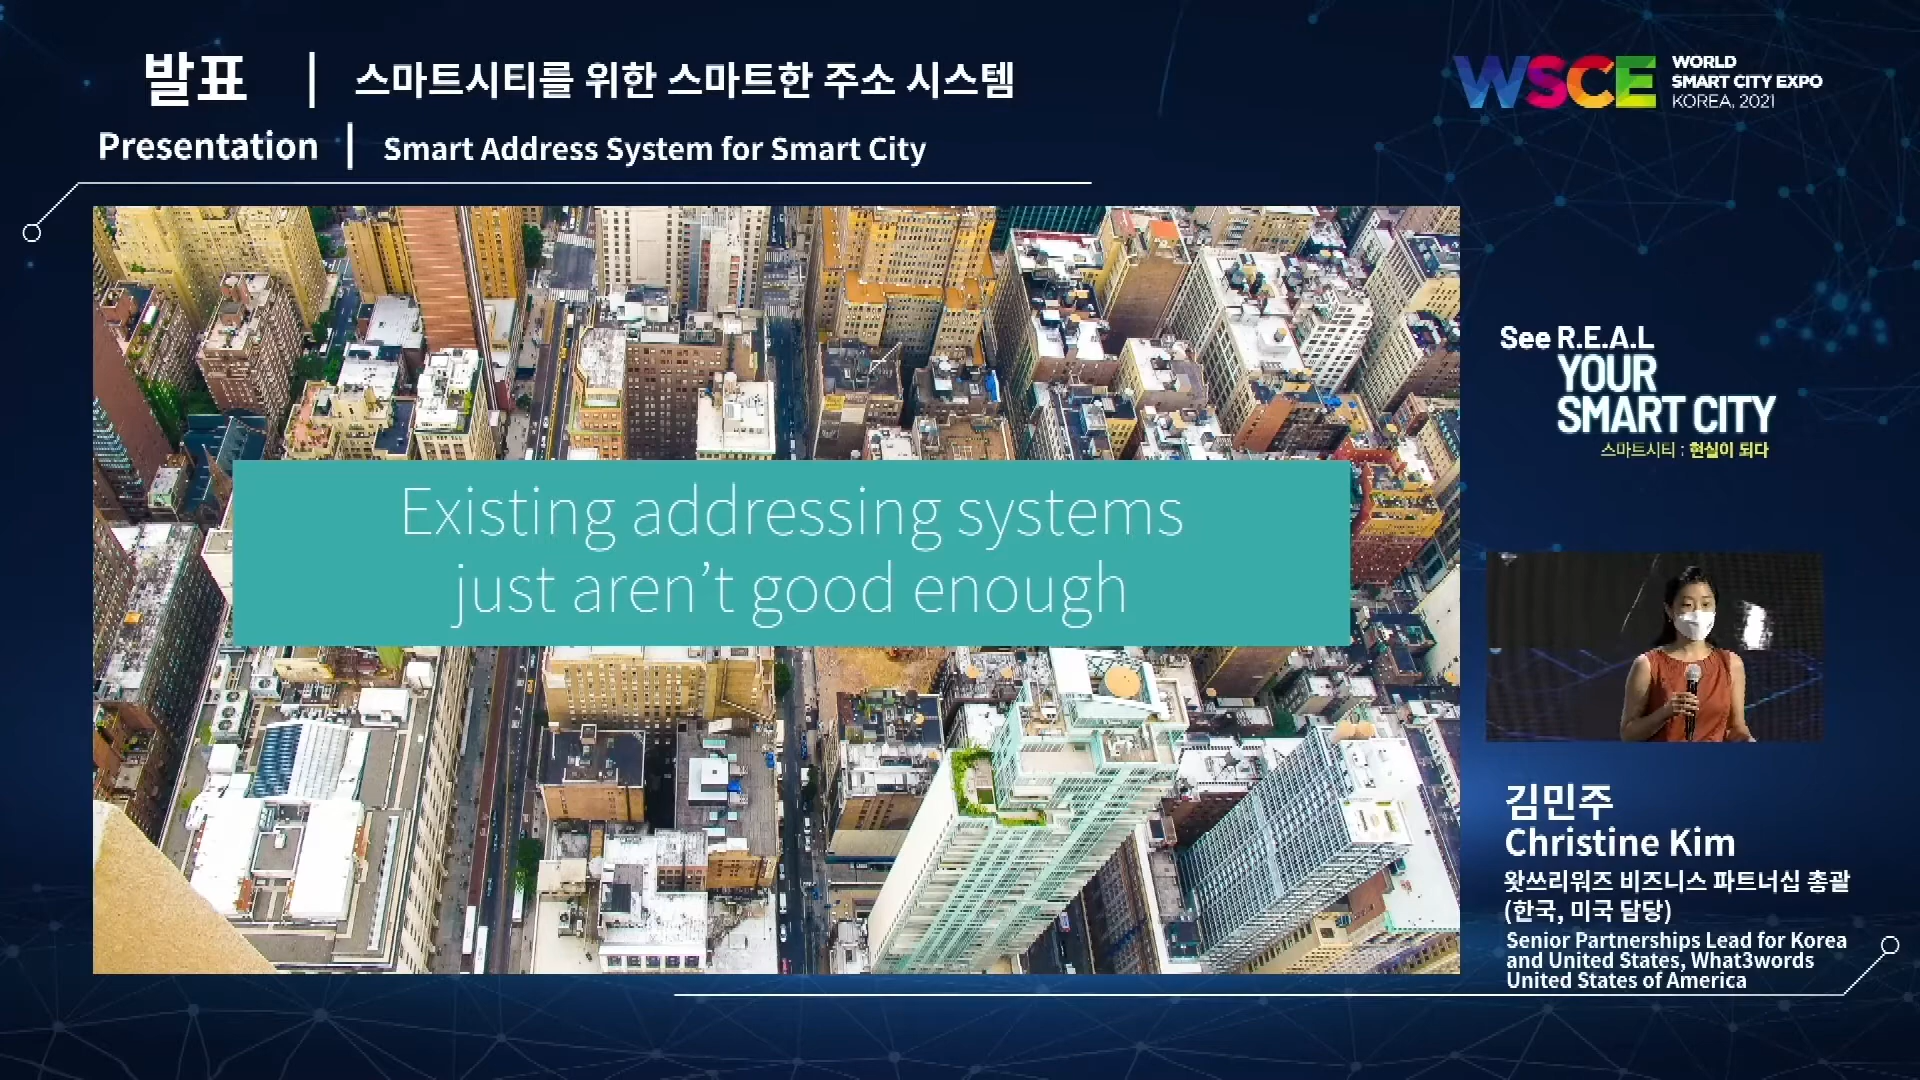 발표 | 스마트시티를 위한 스마트한 주소 시스템
Presentation | Smart Address System for Smart City
WSCE
WORLD
SMART CITY EXPO
KOREA, 2021
Existing addressing systems
just aren’t good enough
See R.E.A.L
YOUR
SMART CITY
스마트시티 : 현실이 되다
김민주
Christine Kim
왓쓰리워즈 비즈니스 파트너십 총괄
(한국, 미국 담당)
Senior Partnerships Lead for Korea
and United States, What3words
United States of America